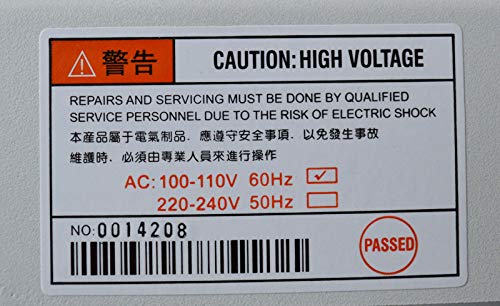 警告 CAUTION: HIGH VOLTAGE
REPAIRS AND SERVICING MUST BE DONE BY QUALIFIED
SERVICE PERSONNEL DUE TO THE RISK OF ELECTRIC SHOCK
本產品屬于電氣制品．應遵守安全事項．以免發生事故
維護時．必須由專業人員來進行操作
AC: 100-110V 60Hz
220-240V 50Hz
NO: 0014208
PASSED